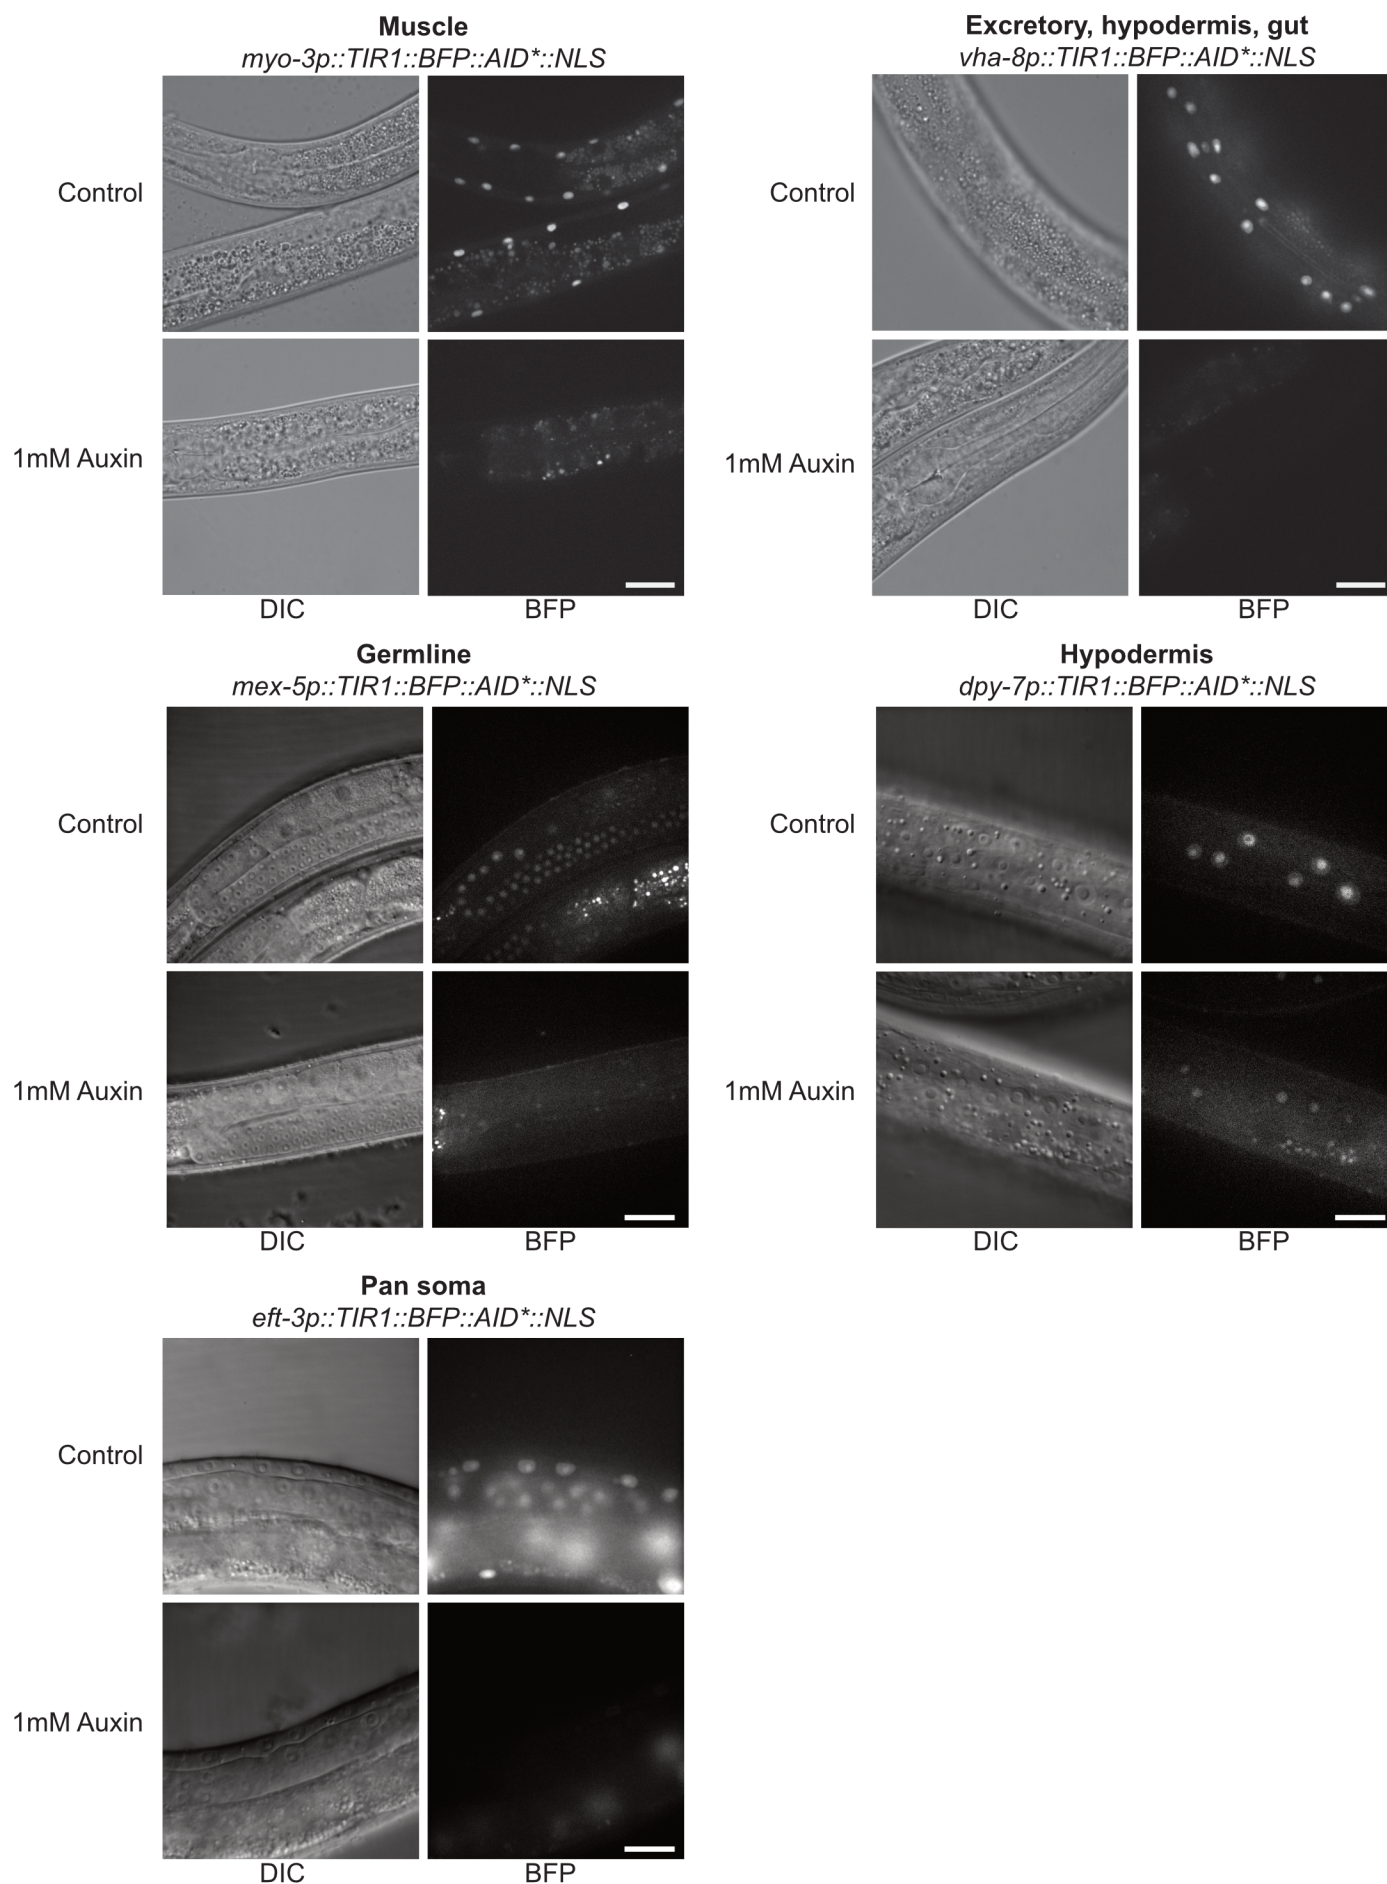 Muscle
myo-3p::TIR1::BFP::AID*::NLS
Control
1mM Auxin
DIC BFP
Excretory, hypodermis, gut
vha-8p::TIR1::BFP::AID*::NLS
Control
1mM Auxin
DIC BFP
Germline
mex-5p::TIR1::BFP::AID*::NLS
Control
1mM Auxin
DIC BFP
Hypodermis
dpy-7p::TIR1::BFP::AID*::NLS
Control
1mM Auxin
DIC BFP
Pan soma
eft-3p::TIR1::BFP::AID*::NLS
Control
1mM Auxin
DIC BFP